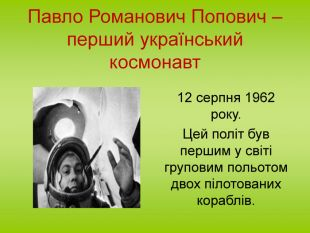 Павло Романович Попович –
перший український
космонавт
12 серпня 1962
року.
Цей політ був
першим у світі
груповим польотом
двох пілотованих
кораблів.